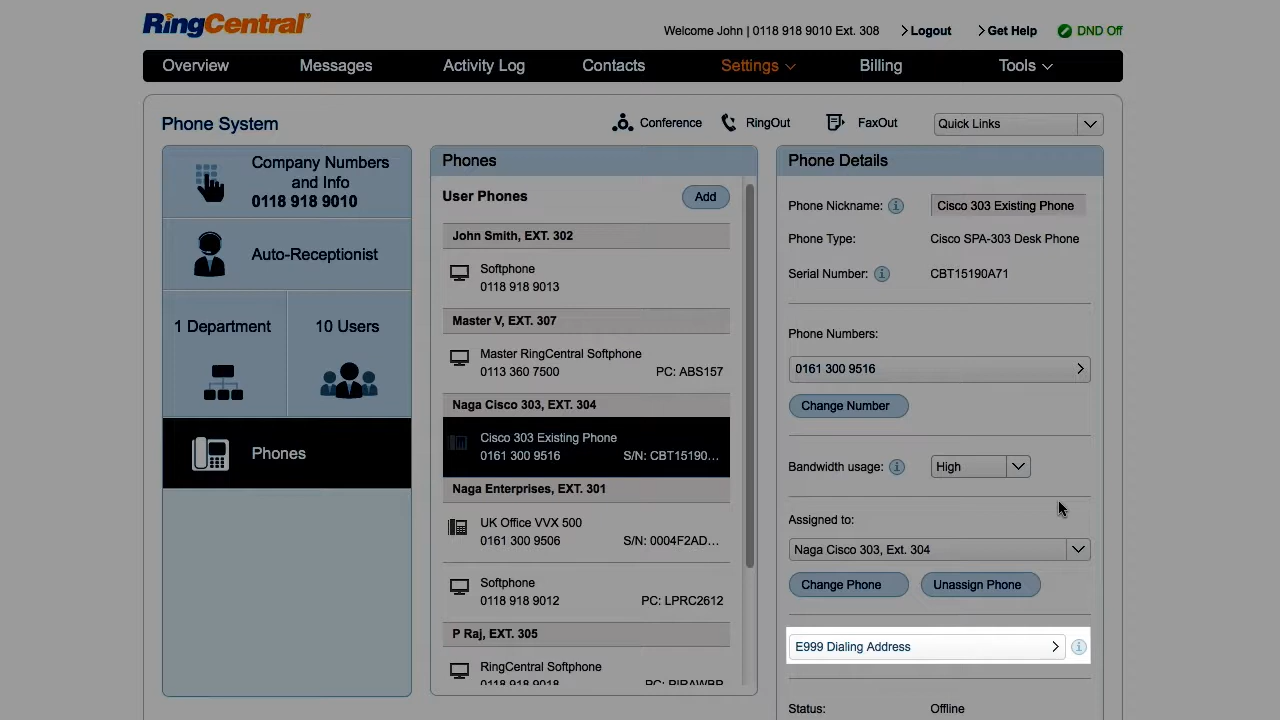 RingCentral®
Welcome John | 0118 918 9010 Ext. 308
Logout
Get Help
DND Off
Overview
Messages
Activity Log
Contacts
Settings
Billing
Tools
Phone System
Conference
RingOut
FaxOut
Quick Links
Company Numbers
and Info
0118 918 9010
Auto-Receptionist
1 Department
10 Users
Phones
Phones
User Phones
Add
John Smith, EXT. 302
Softphone
0118 918 9013
Master V, EXT. 307
Master RingCentral Softphone
0113 360 7500 PC: ABS157
Naga Cisco 303, EXT. 304
Cisco 303 Existing Phone
0161 300 9516 S/N: CBT15190...
Naga Enterprises, EXT. 301
UK Office VVX 500
0161 300 9506 S/N: 0004F2AD...
Softphone
0118 918 9012 PC: LPRC2612
P Raj, EXT. 305
RingCentral Softphone
0118 918 9018
Phone Details
Phone Nickname: Cisco 303 Existing Phone
Phone Type: Cisco SPA-303 Desk Phone
Serial Number: CBT15190A71
Phone Numbers:
0161 300 9516
Change Number
Bandwidth usage: High
Assigned to:
Naga Cisco 303, Ext. 304
Change Phone
Unassign Phone
E999 Dialing Address
Status: Offline